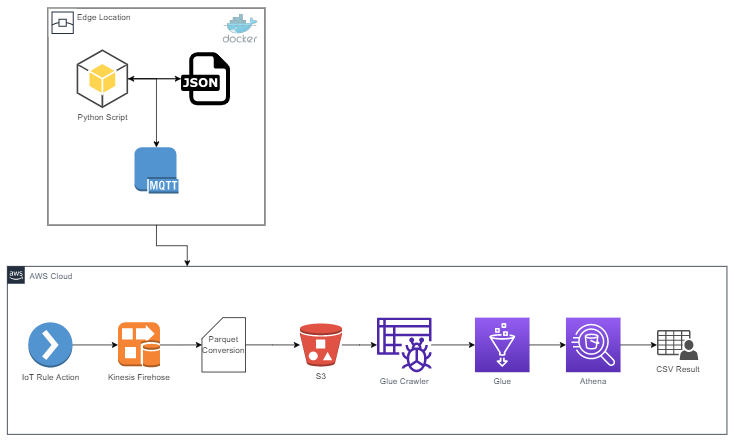 Edge Location
docker
JSON
Python Script
MQTT
aws
AWS Cloud
Parquet
Conversion
IoT Rule Action
Kinesis Firehose
S3
Glue Crawler
Glue
Athena
CSV Result